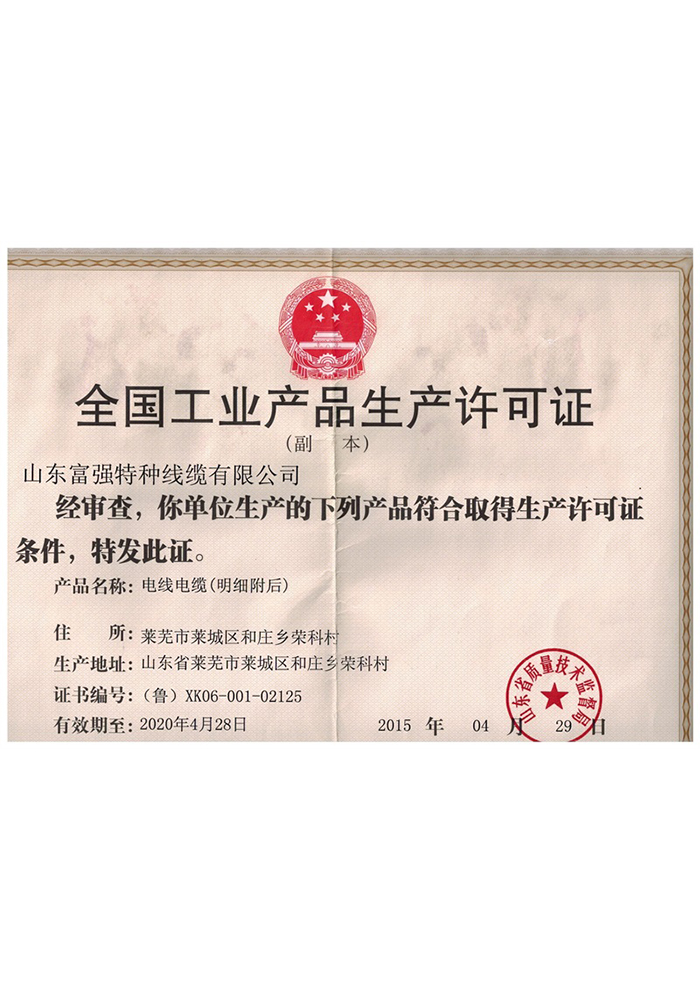 全国工业产品生产许可证
(副 本)
山东富强特种线缆有限公司
经审查，你单位生产的下列产品符合取得生产许可证
条件，特发此证。
产品名称：电线电缆(明细附后)
住 所：莱芜市莱城区和庄乡荣科村
生产地址：山东省莱芜市莱城区和庄乡荣科村
证书编号：（鲁）XK06-001-02125
有效期至：2020年4月28日
2015 年 04 月 29 日
山东省质量技术监督局